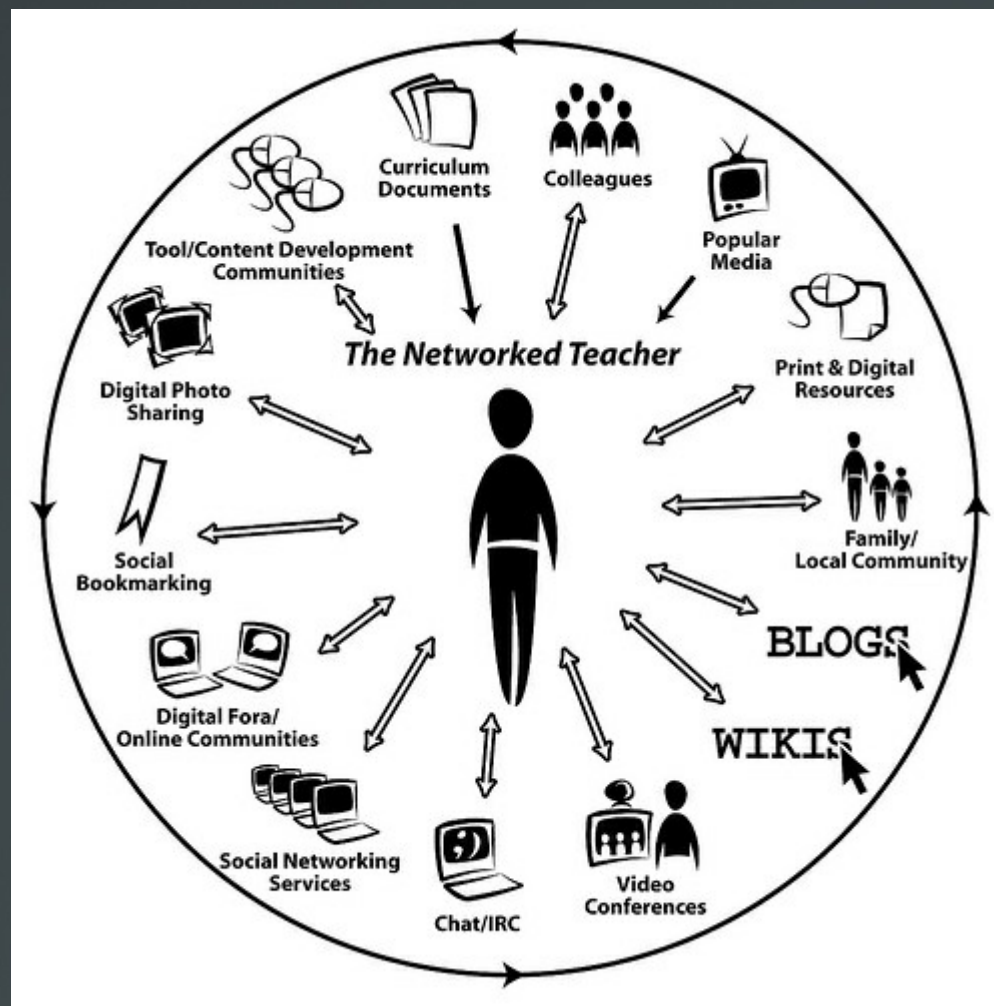 Curriculum
Documents
Colleagues
Popular
Media
Tool/Content Development
Communities
The Networked Teacher
Print & Digital
Resources
Digital Photo
Sharing
Family/
Local Community
Social
Bookmarking
BLOGS
Digital Fora/
Online Communities
WIKIS
Social Networking
Services
Chat/IRC
;)
Video
Conferences